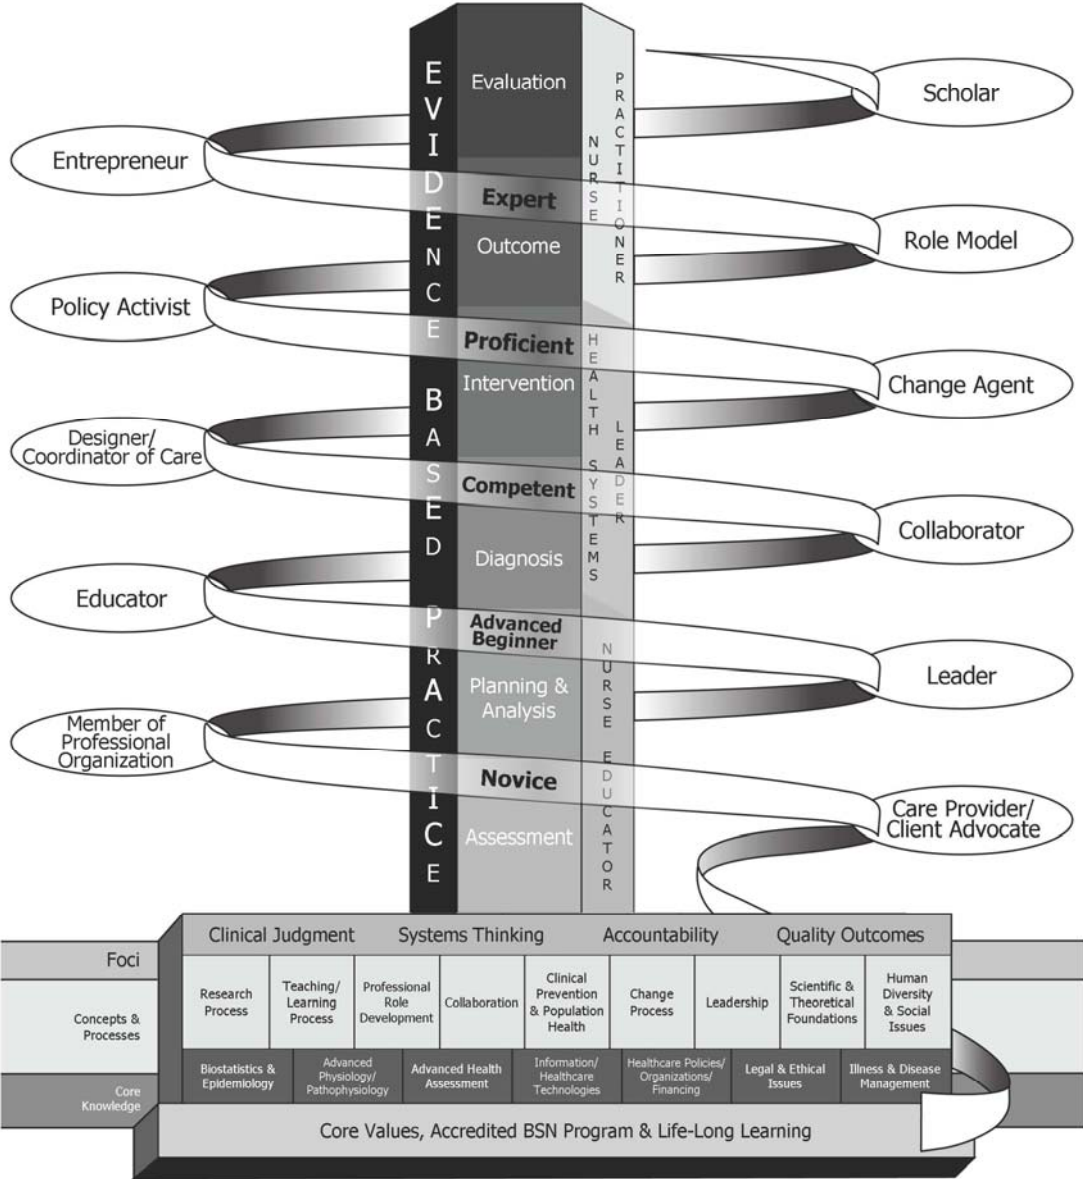 EVIDENCE BASED PRACTICE
Evaluation
PRACTITIONER
NURSE
Scholar
Entrepreneur
Expert
Role Model
Outcome
Policy Activist
Proficient
HEALTH SYSTEMS
LEADER
Intervention
Change Agent
Designer/
Coordinator of Care
Competent
Collaborator
Diagnosis
Educator
Advanced
Beginner
NURSE EDUCATOR
Leader
Planning &
Analysis
Member of
Professional
Organization
Novice
Care Provider/
Client Advocate
Assessment
Clinical Judgment Systems Thinking Accountability Quality Outcomes
Foci
Research
Process
Teaching/
Learning
Process
Professional
Role
Development
Collaboration
Clinical
Prevention
& Population
Health
Change
Process
Leadership
Scientific &
Theoretical
Foundations
Human
Diversity
& Social
Issues
Concepts &
Processes
Biostatistics &
Epidemiology
Advanced
Physiology/
Pathophysiology
Advanced Health
Assessment
Information/
Healthcare
Technologies
Healthcare Policies/
Organizations/
Financing
Legal & Ethical
Issues
Illness & Disease
Management
Core
Knowledge
Core Values, Accredited BSN Program & Life-Long Learning